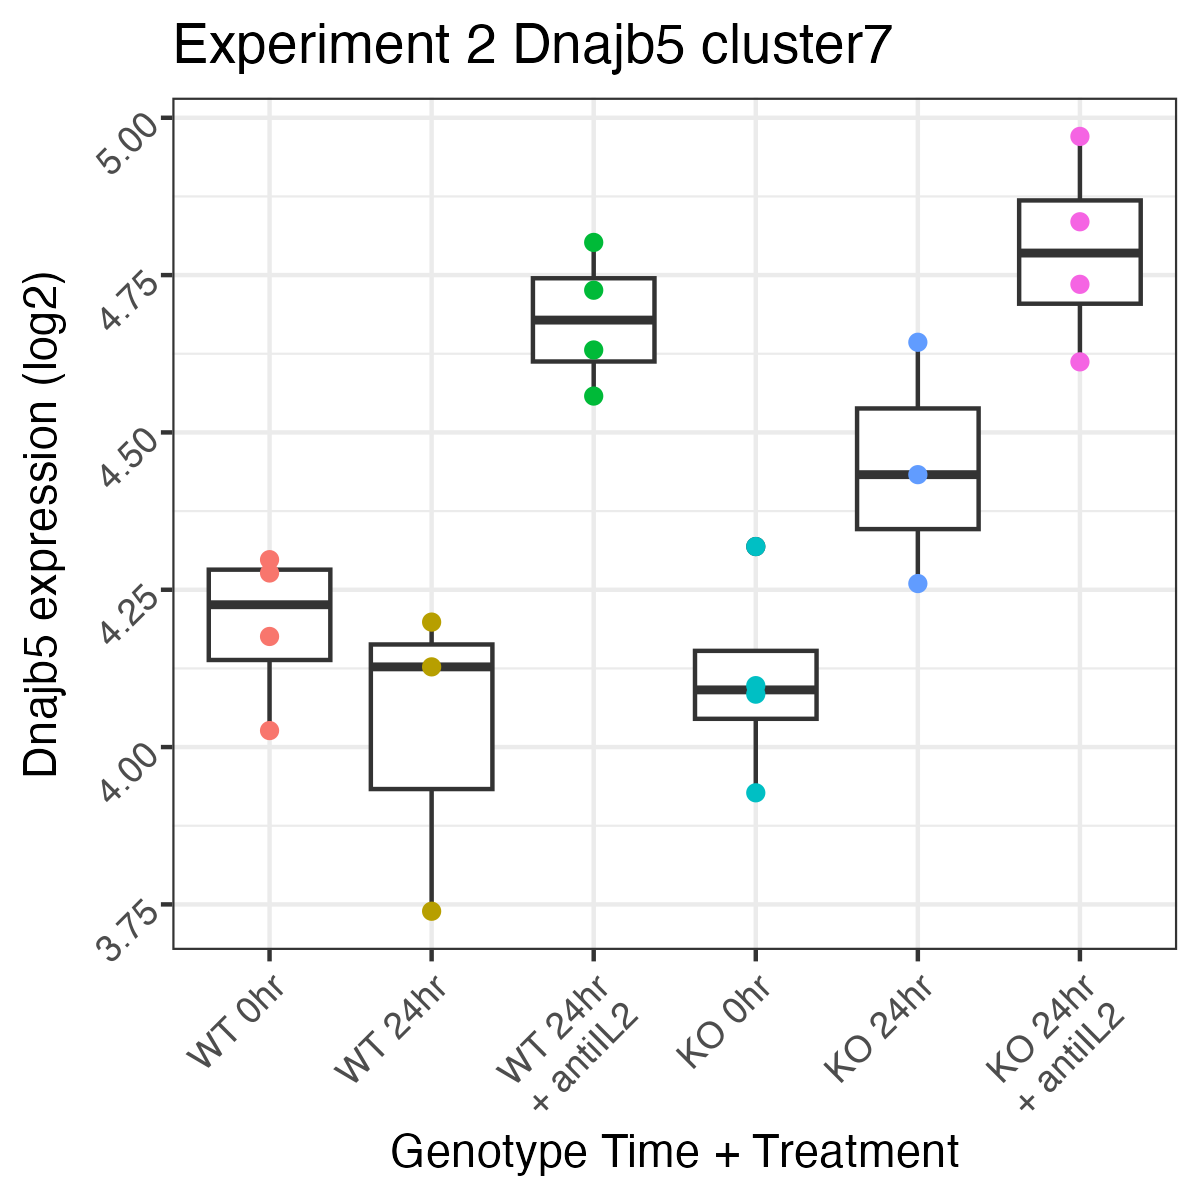 Experiment 2 Dnajb5 cluster7
Dnajb5 expression (log2)
5.00
4.75
4.50
4.25
4.00
3.75
WT 0hr
WT 24hr
WT 24hr
+ antiIL2
KO 0hr
KO 24hr
KO 24hr
+ antiIL2
Genotype Time + Treatment